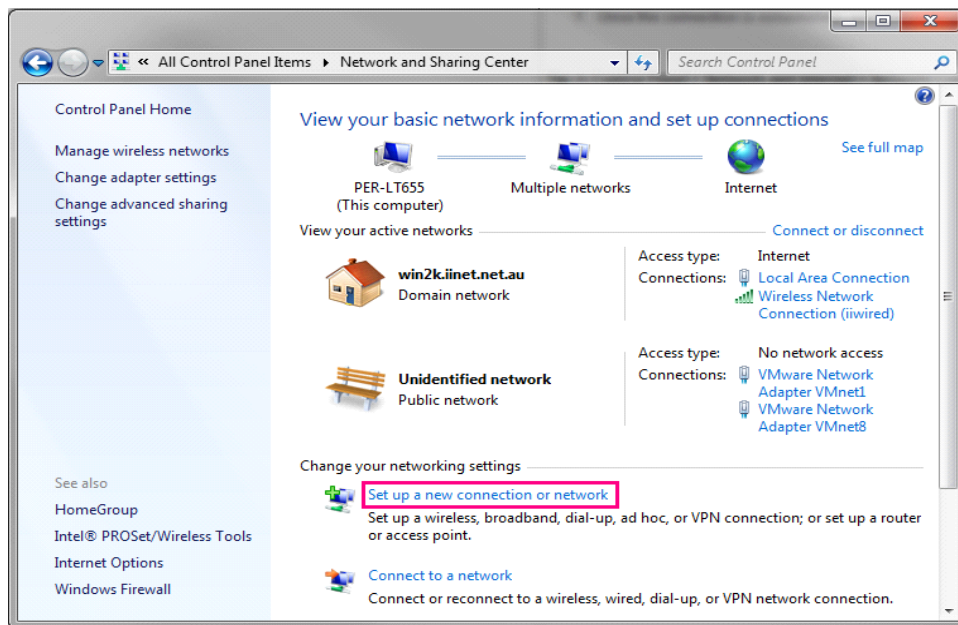 « All Control Panel Items ▸ Network and Sharing Center
Search Control Panel
Control Panel Home
Manage wireless networks
Change adapter settings
Change advanced sharing
settings
See also
HomeGroup
Intel® PROSet/Wireless Tools
Internet Options
Windows Firewall
View your basic network information and set up connections
See full map
PER-LT655
(This computer)
Multiple networks
Internet
View your active networks
Connect or disconnect
win2k.iinet.net.au
Domain network
Access type: Internet
Connections: Local Area Connection
Wireless Network
Connection (iiwired)
Unidentified network
Public network
Access type: No network access
Connections: VMware Network
Adapter VMnet1
VMware Network
Adapter VMnet8
Change your networking settings
Set up a new connection or network
Set up a wireless, broadband, dial-up, ad hoc, or VPN connection; or set up a router
or access point.
Connect to a network
Connect or reconnect to a wireless, wired, dial-up, or VPN network connection.